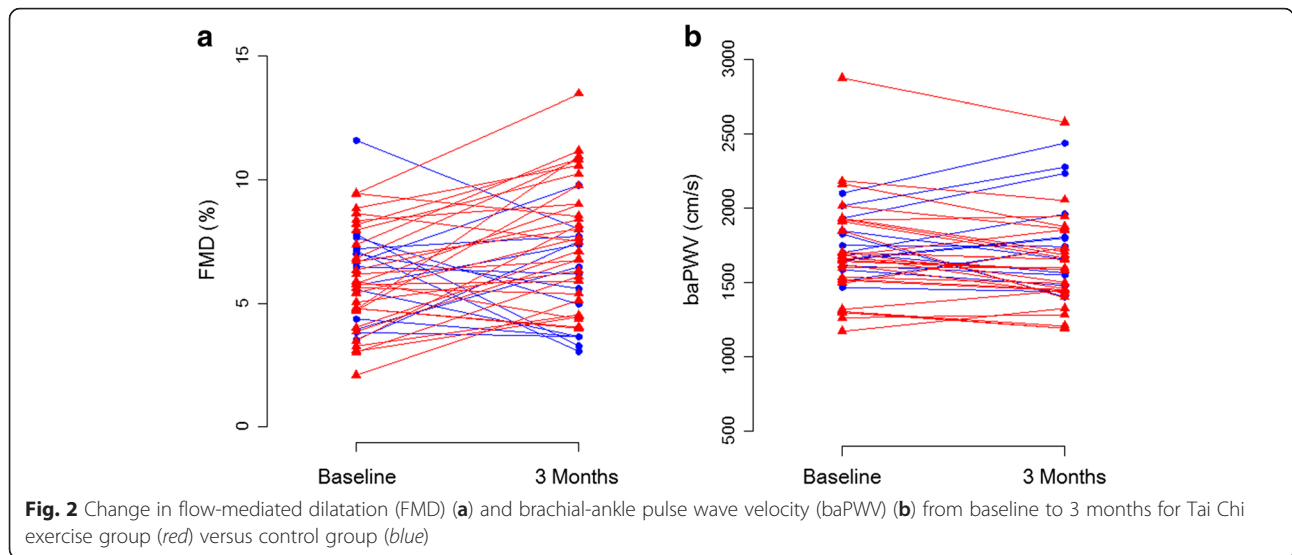 a
b
FMD (%)
15
10
5
0
Baseline
3 Months
baPWV (cm/s)
3000
2500
2000
1500
1000
500
Baseline
3 Months
Fig. 2 Change in flow-mediated dilatation (FMD) (a) and brachial-ankle pulse wave velocity (baPWV) (b) from baseline to 3 months for Tai Chi
exercise group (red) versus control group (blue)